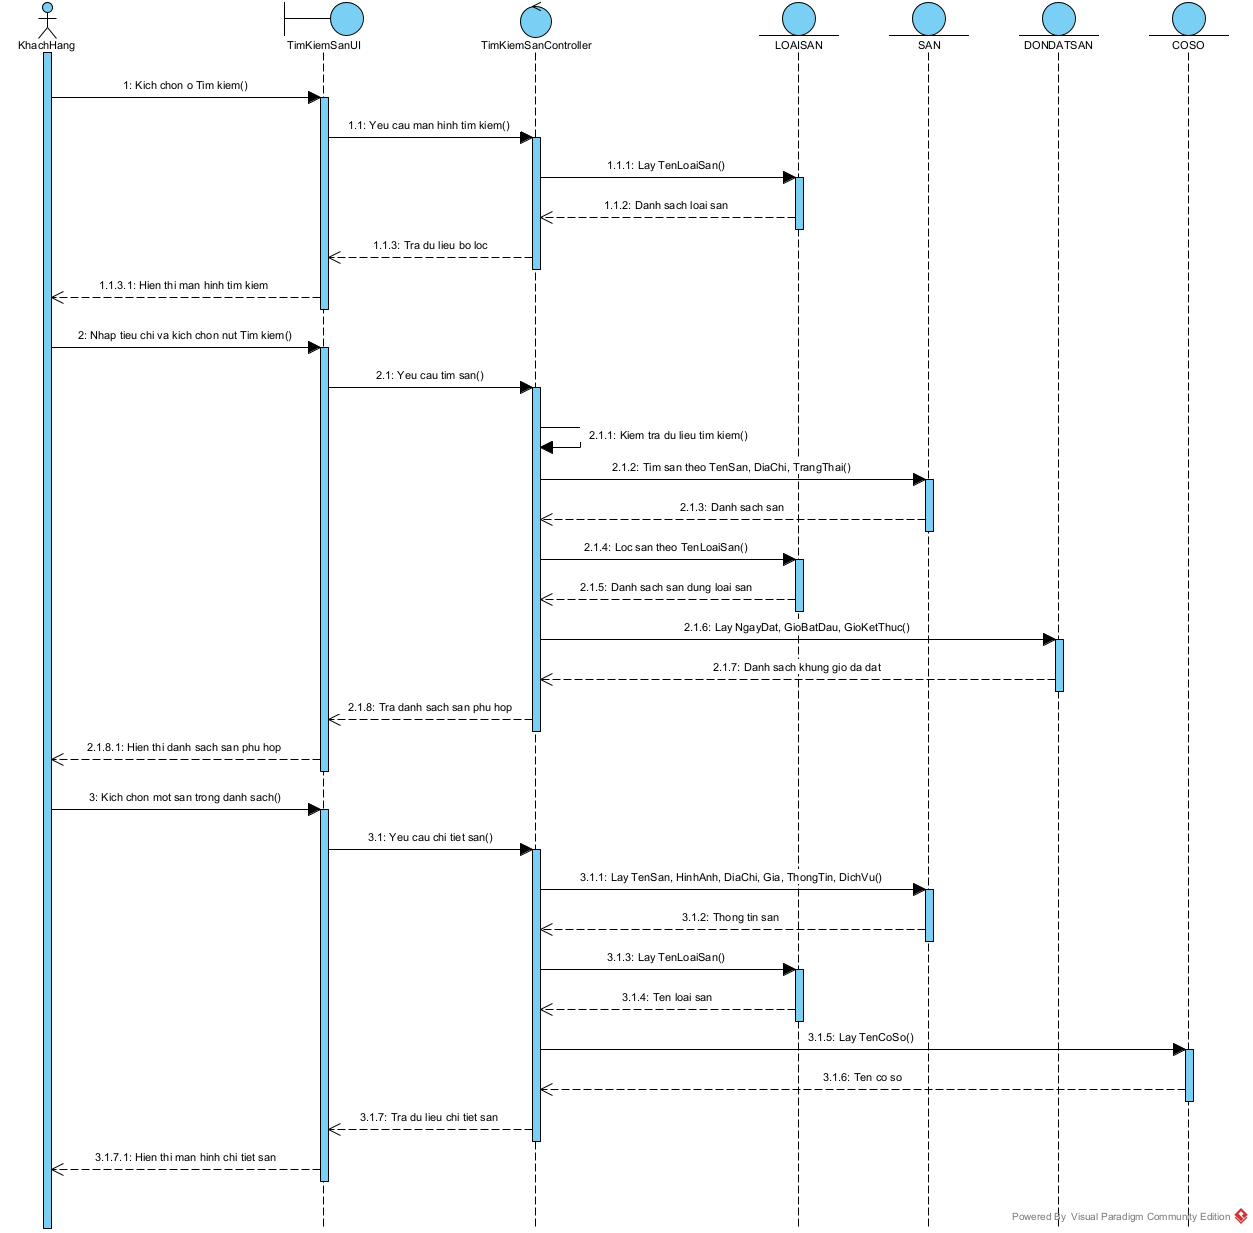 KhachHang
TimKiemSanUI
TimKiemSanController
LOAISAN
SAN
DONDATSAN
COSO
1: Kich chon o Tim kiem()
1.1: Yeu cau man hinh tim kiem()
1.1.1: Lay TenLoaiSan()
1.1.2: Danh sach loai san
1.1.3: Tra du lieu bo loc
1.1.3.1: Hien thi man hinh tim kiem
2: Nhap tieu chi va kich chon nut Tim kiem()
2.1: Yeu cau tim san()
2.1.1: Kiem tra du lieu tim kiem()
2.1.2: Tim san theo TenSan, DiaChi, TrangThai()
2.1.3: Danh sach san
2.1.4: Loc san theo TenLoaiSan()
2.1.5: Danh sach san dung loai san
2.1.6: Lay NgayDat, GioBatDau, GioKetThuc()
2.1.7: Danh sach khung gio da dat
2.1.8: Tra danh sach san phu hop
2.1.8.1: Hien thi danh sach san phu hop
3: Kich chon mot san trong danh sach()
3.1: Yeu cau chi tiet san()
3.1.1: Lay TenSan, HinhAnh, DiaChi, Gia, ThongTin, DichVu()
3.1.2: Thong tin san
3.1.3: Lay TenLoaiSan()
3.1.4: Ten loai san
3.1.5: Lay TenCoSo()
3.1.6: Ten co so
3.1.7: Tra du lieu chi tiet san
3.1.7.1: Hien thi man hinh chi tiet san
Powered By Visual Paradigm Community Edition